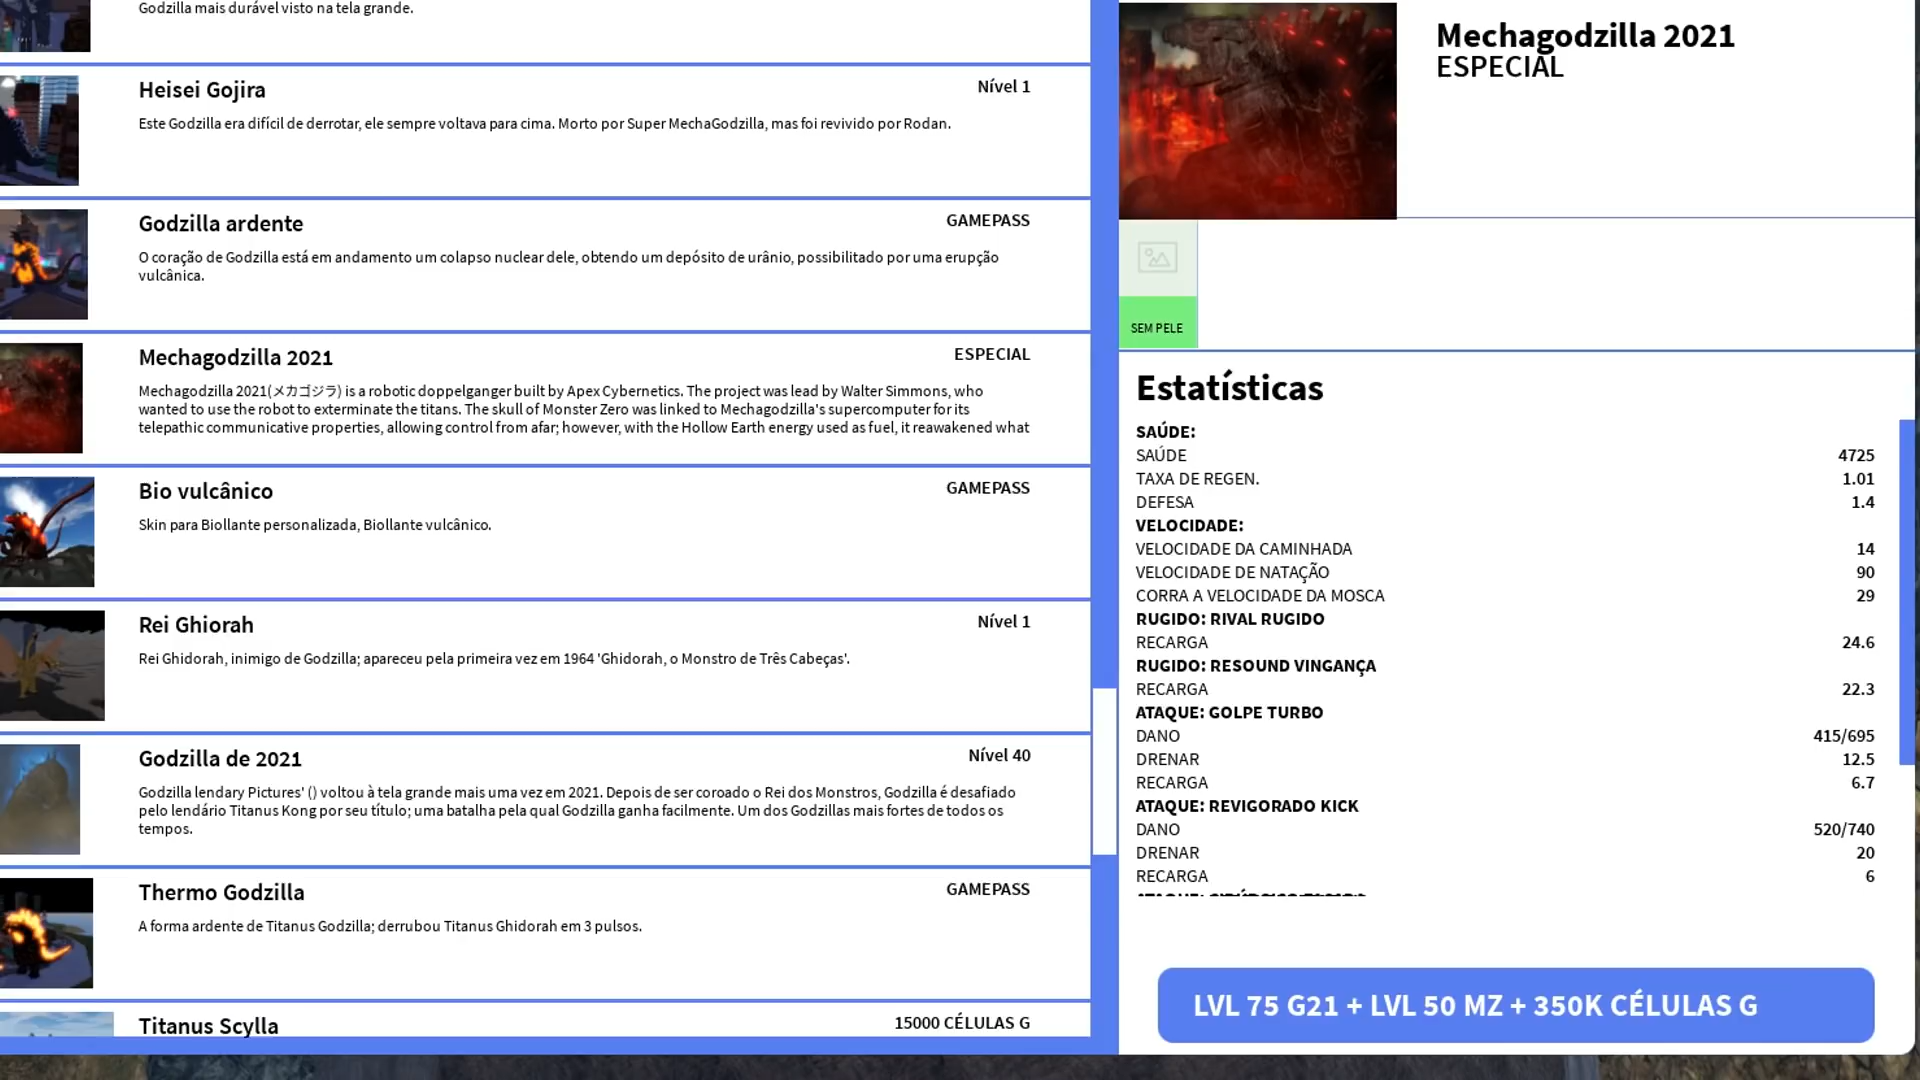 Godzilla mais durável visto na tela grande.
Heisei Gojira
Nível 1
Este Godzilla era difícil de derrotar, ele sempre voltava para cima. Morto por Super MechaGodzilla, mas foi revivido por Rodan.
Godzilla ardente
GAMEPASS
O coração de Godzilla está em andamento um colapso nuclear dele, obtendo um depósito de urânio, possibilitado por uma erupção
vulcânica.
Mechagodzilla 2021
ESPECIAL
Mechagodzilla 2021(メカゴジラ) is a robotic doppelganger built by Apex Cybernetics. The project was lead by Walter Simmons, who
wanted to use the robot to exterminate the titans. The skull of Monster Zero was linked to Mechagodzilla's supercomputer for its
telepathic communicative properties, allowing control from afar; however, with the Hollow Earth energy used as fuel, it reawakened what
Bio vulcânico
GAMEPASS
Skin para Biollante personalizada, Biollante vulcânico.
Rei Ghiorah
Nível 1
Rei Ghidorah, inimigo de Godzilla; apareceu pela primeira vez em 1964 'Ghidorah, o Monstro de Três Cabeças'.
Godzilla de 2021
Nível 40
Godzilla lendary Pictures' () voltou à tela grande mais uma vez em 2021. Depois de ser coroado o Rei dos Monstros, Godzilla é desafiado
pelo lendário Titanus Kong por seu título; uma batalha pela qual Godzilla ganha facilmente. Um dos Godzillas mais fortes de todos os
tempos.
Thermo Godzilla
GAMEPASS
A forma ardente de Titanus Godzilla; derrubou Titanus Ghidorah em 3 pulsos.
Titanus Scylla
15000 CÉLULAS G
Mechagodzilla 2021
ESPECIAL
SEM PELE
Estatísticas
SAÚDE:
SAÚDE 4725
TAXA DE REGEN. 1.01
DEFESA 1.4
VELOCIDADE:
VELOCIDADE DA CAMINHADA 14
VELOCIDADE DE NATAÇÃO 90
CORRA A VELOCIDADE DA MOSCA 29
RUGIDO: RIVAL RUGIDO
RECARGA 24.6
RUGIDO: RESOUND VINGANÇA
RECARGA 22.3
ATAQUE: GOLPE TURBO
DANO 415/695
DRENAR 12.5
RECARGA 6.7
ATAQUE: REVIGORADO KICK
DANO 520/740
DRENAR 20
RECARGA 6
LVL 75 G21 + LVL 50 MZ + 350K CÉLULAS G